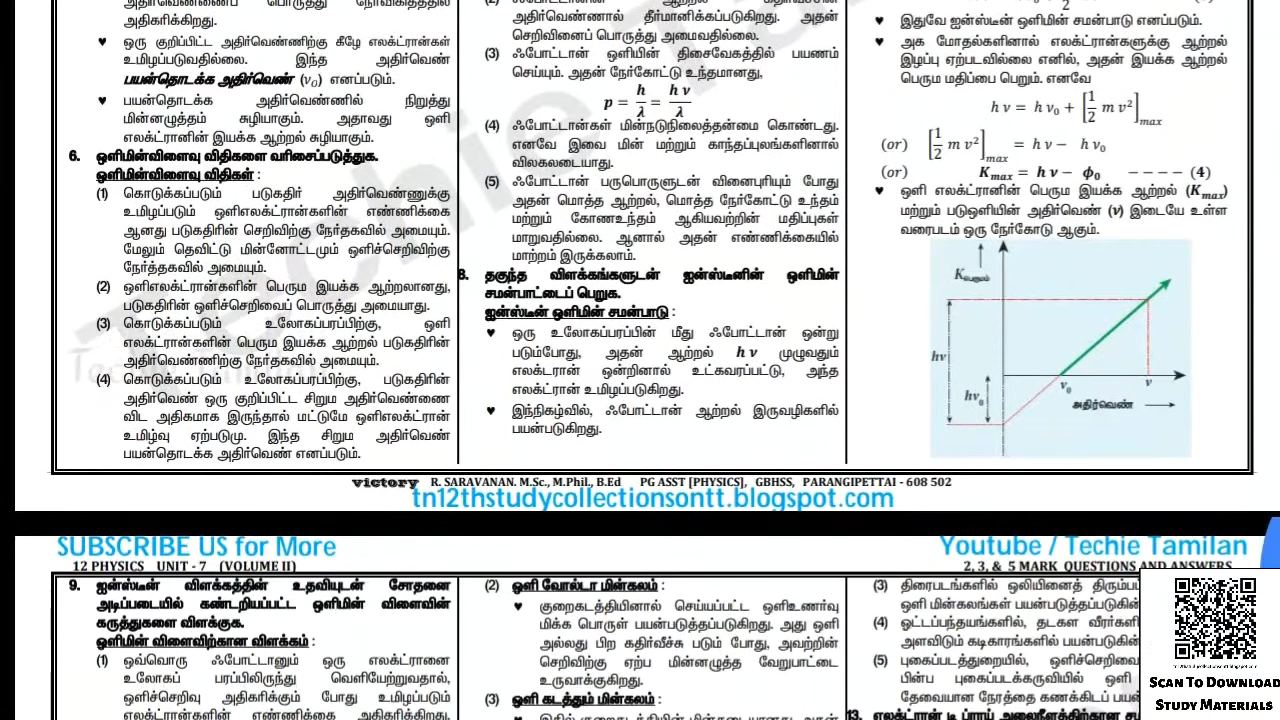 அதிகரிக்கிறது.
♥ ஒரு குறிப்பிட்ட அதிர்வெண்ணிற்கு கீழே எலக்ட்ரான்கள்
உமிழப்படுவதில்லை. இந்த அதிர்வெண்
பயன்தொடக்க அதிர்வெண் (ν₀) எனப்படும்.
♥ பயன்தொடக்க அதிர்வெண்ணில் நிறுத்து
மின்னழுத்தம் சுழியாகும். அதாவது ஒளி
எலக்ட்ரானின் இயக்க ஆற்றல் சுழியாகும்.
6. ஒளிமின்விளைவு விதிகளை வரிசைப்படுத்துக.
ஒளிமின்விளைவு விதிகள் :
(1) கொடுக்கப்படும் படுகதிர் அதிர்வெண்ணுக்கு
உமிழப்படும் ஒளிஎலக்ட்ரான்களின் எண்ணிக்கை
ஆனது படுகதிரின் செறிவிற்கு நேர்தகவில் அமையும்.
மேலும் தெவிட்டு மின்னோட்டமும் ஒளிச்செறிவிற்கு
நேர்த்தகவில் அமையும்.
(2) ஒளிஎலக்ட்ரான்களின் பெரும இயக்க ஆற்றலானது,
படுகதிரின் ஒளிச்செறிவைப் பொருத்து அமையாது.
(3) கொடுக்கப்படும் உலோகப்பரப்பிற்கு, ஒளி
எலக்ட்ரான்களின் பெரும இயக்க ஆற்றல் படுகதிரின்
அதிர்வெண்ணிற்கு நேர்தகவில் அமையும்.
(4) கொடுக்கப்படும் உலோகப்பரப்பிற்கு, படுகதிரின்
அதிர்வெண் ஒரு குறிப்பிட்ட சிறும அதிர்வெண்ணை
விட அதிகமாக இருந்தால் மட்டுமே ஒளிஎலக்ட்ரான்
உமிழ்வு ஏற்படுமு. இந்த சிறும அதிர்வெண்
பயன்தொடக்க அதிர்வெண் எனப்படும்.
அதிர்வெண்ணால் தீர்மானிக்கப்படுகிறது. அதன்
செறிவினைப் பொருத்து அமைவதில்லை.
(3) ஃபோட்டான் ஒளியின் திசைவேகத்தில் பயணம்
செய்யும். அதன் நேர்கோட்டு உந்தமானது,
p = h/λ = h ν/λ
(4) ஃபோட்டான்கள் மின்நடுநிலைத்தன்மை கொண்டது.
எனவே இவை மின் மற்றும் காந்தப்புலங்களினால்
விலகலடையாது.
(5) ஃபோட்டான் பருபொருளுடன் வினைபுரியும் போது
அதன் மொத்த ஆற்றல், மொத்த நேர்கோட்டு உந்தம்
மற்றும் கோணஉந்தம் ஆகியவற்றின் மதிப்புகள்
மாறுவதில்லை. ஆனால் அதன் எண்ணிக்கையில்
மாற்றம் இருக்கலாம்.
8. தகுந்த விளக்கங்களுடன் ஐன்ஸ்டீனின் ஒளிமின்
சமன்பாட்டைப் பெறுக.
ஐன்ஸ்டீன் ஒளிமின் சமன்பாடு :
♥ ஒரு உலோகப்பரப்பின் மீது ஃபோட்டான் ஒன்று
படும்போது, அதன் ஆற்றல் h ν முழுவதும்
எலக்ட்ரான் ஒன்றினால் உட்கவரப்பட்டு, அந்த
எலக்ட்ரான் உமிழப்படுகிறது.
♥ இந்நிகழ்வில், ஃபோட்டான் ஆற்றல் இருவழிகளில்
பயன்படுகிறது.
♥ இதுவே ஐன்ஸ்டீன் ஒளிமின் சமன்பாடு எனப்படும்.
♥ அக மோதல்களினால் எலக்ட்ரான்களுக்கு ஆற்றல்
இழப்பு ஏற்படவில்லை எனில், அதன் இயக்க ஆற்றல்
பெரும மதிப்பை பெறும். எனவே
h ν = h ν₀ + [1/2 m v²]max
(or) [1/2 m v²]max = h ν − h ν₀
(or) Kmax = h ν − ϕ₀ − − − − (4)
♥ ஒளி எலக்ட்ரானின் பெரும இயக்க ஆற்றல் (Kmax)
மற்றும் படுஒளியின் அதிர்வெண் (ν) இடையே உள்ள
வரைபடம் ஒரு நேர்கோடு ஆகும்.
Kபெரும
hν
hν₀
ν₀ ν
அதிர்வெண்
victory R. SARAVANAN. M.Sc., M.Phil., B.Ed PG ASST [PHYSICS], GBHSS, PARANGIPETTAI - 608 502
tn12thstudycollectionsontt.blogspot.com
SUBSCRIBE US for More
Youtube / Techie Tamilan
12 PHYSICS UNIT - 7 (VOLUME II)
2, 3, & 5 MARK QUESTIONS AND ANSWERS
9. ஐன்ஸ்டீன் விளக்கத்தின் உதவியுடன் சோதனை
அடிப்படையில் கண்டறியப்பட்ட ஒளிமின் விளைவின்
கருத்துகளை விளக்குக.
ஒளிமின் விளைவிற்கான விளக்கம் :
(1) ஒவ்வொரு ஃபோட்டானும் ஒரு எலக்ட்ரானை
உலோகப் பரப்பிலிருந்து வெளியேற்றுவதால்,
ஒளிச்செறிவு அதிகரிக்கும் போது உமிழப்படும்
எலக்ட்ரான்களின் எண்ணிக்கை அதிகரிக்கிறது.
(2) ஒளி வோல்டா மின்கலம் :
♥ குறைகடத்தியினால் செய்யப்பட்ட ஒளிஉணர்வு
மிக்க பொருள் பயன்படுத்தப்படுகிறது. அது ஒளி
அல்லது பிற கதிர்வீச்சு படும் போது, அவற்றின்
செறிவிற்கு ஏற்ப மின்னழுத்த வேறுபாட்டை
உருவாக்குகிறது.
(3) ஒளி கடத்தும் மின்கலம் :
(3) திரைபடங்களில் ஒலியினைத் திரும்ப
ஒளி மின்கலங்கள் பயன்படுத்தப்படுகின்
(4) ஓட்டப்பந்தயங்களில், தடகள வீரர்களி
அளவிடும் கடிகாரங்களில் பயன்படுகின்
(5) புகைப்படத்துறையில், ஒளிச்செறிவை
பின்ப புகைப்படக்கருவியில் ஒளி
தேவையான நேரத்தை கணக்கிடப் பயன்
13. எலக்ட்ரான் டி ப்ராய் அலைநீளத்திற்கான ச
SCAN TO DOWNLOAD
STUDY MATERIALS